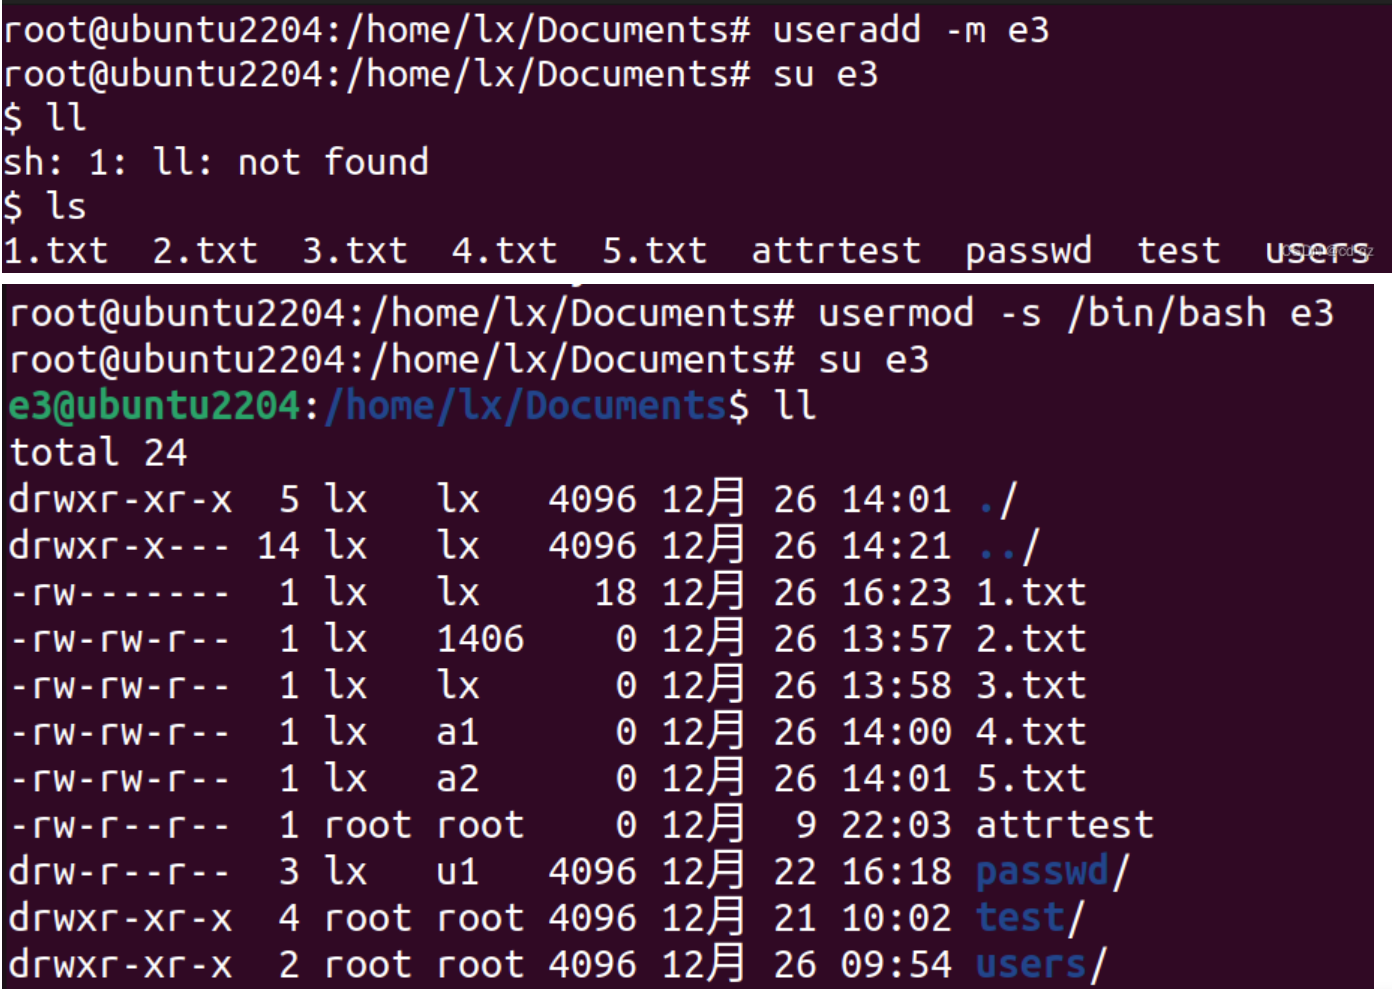 root@ubuntu2204:/home/lx/Documents# useradd -m e3
root@ubuntu2204:/home/lx/Documents# su e3
$ ll
sh: 1: ll: not found
$ ls
1.txt  2.txt  3.txt  4.txt  5.txt  attrtest  passwd  test  users
root@ubuntu2204:/home/lx/Documents# usermod -s /bin/bash e3
root@ubuntu2204:/home/lx/Documents# su e3
e3@ubuntu2204:/home/lx/Documents$ ll
total 24
drwxr-xr-x  5 lx   lx   4096 12月 26 14:01 ./
drwxr-x--- 14 lx   lx   4096 12月 26 14:21 ../
-rw-------  1 lx   lx     18 12月 26 16:23 1.txt
-rw-rw-r--  1 lx   1406    0 12月 26 13:57 2.txt
-rw-rw-r--  1 lx   lx      0 12月 26 13:58 3.txt
-rw-rw-r--  1 lx   a1      0 12月 26 14:00 4.txt
-rw-rw-r--  1 lx   a2      0 12月 26 14:01 5.txt
-rw-r--r--  1 root root    0 12月  9 22:03 attrtest
drw-r--r--  3 lx   u1   4096 12月 22 16:18 passwd/
drwxr-xr-x  4 root root 4096 12月 21 10:02 test/
drwxr-xr-x  2 root root 4096 12月 26 09:54 users/